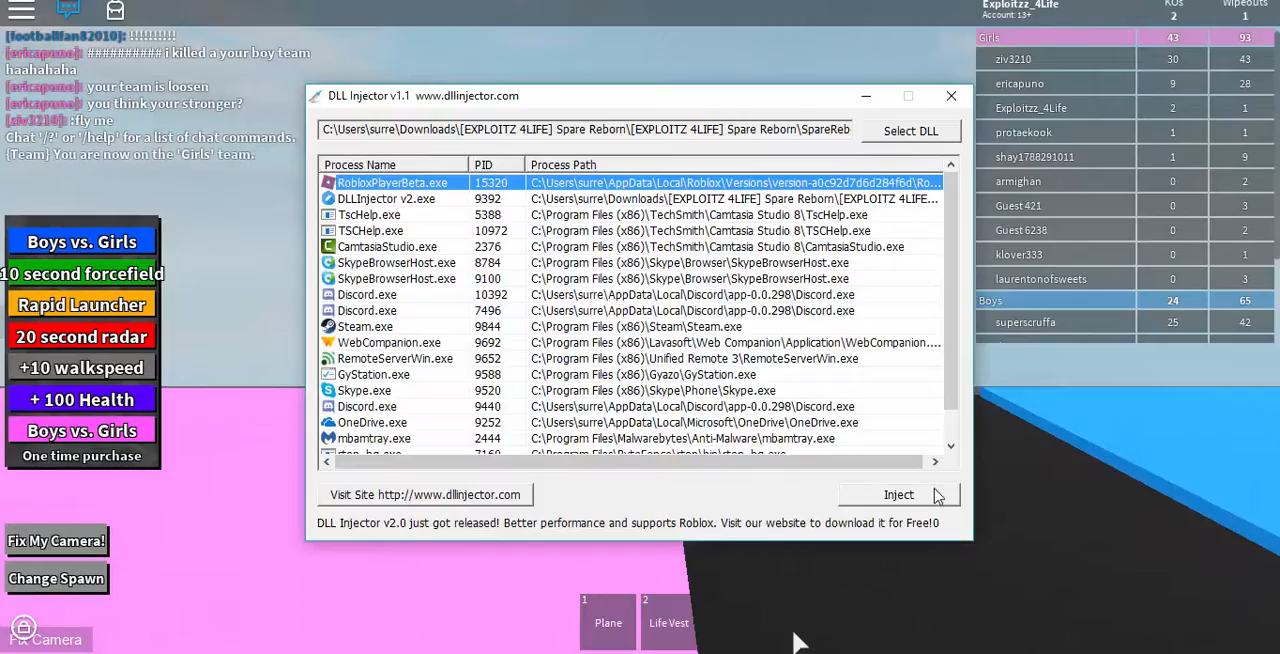 [footballfan82010]: !!!!!!!!!!
[ericapuno]: ########## i killed a your boy team
haahahaha
[ericapuno]: your team is loosen
[ericapuno]: you think your stronger?
[ziv3210]: :fly me
Chat '/?' or '/help' for a list of chat commands.
{Team} You are now on the 'Girls' team.
Boys vs. Girls
10 second forcefield
Rapid Launcher
20 second radar
+10 walkspeed
+ 100 Health
Boys vs. Girls
One time purchase
Fix My Camera!
Change Spawn
Fix Camera
DLL Injector v1.1 www.dllinjector.com
C:\Users\surre\Downloads\[EXPLOITZ 4LIFE] Spare Reborn\[EXPLOITZ 4LIFE] Spare Reborn\SpareReb
Select DLL
Process Name PID Process Path
RobloxPlayerBeta.exe 15320 C:\Users\surre\AppData\Local\Roblox\Versions\version-a0c92d7d6d284f6d\Ro...
DLLInjector v2.exe 9392 C:\Users\surre\Downloads\[EXPLOITZ 4LIFE] Spare Reborn\[EXPLOITZ 4LIFE...
TscHelp.exe 5388 C:\Program Files (x86)\TechSmith\Camtasia Studio 8\TscHelp.exe
TSCHelp.exe 10972 C:\Program Files (x86)\TechSmith\Camtasia Studio 8\TSCHelp.exe
CamtasiaStudio.exe 2376 C:\Program Files (x86)\TechSmith\Camtasia Studio 8\CamtasiaStudio.exe
SkypeBrowserHost.exe 8784 C:\Program Files (x86)\Skype\Browser\SkypeBrowserHost.exe
SkypeBrowserHost.exe 9100 C:\Program Files (x86)\Skype\Browser\SkypeBrowserHost.exe
Discord.exe 10392 C:\Users\surre\AppData\Local\Discord\app-0.0.298\Discord.exe
Discord.exe 7496 C:\Users\surre\AppData\Local\Discord\app-0.0.298\Discord.exe
Steam.exe 9844 C:\Program Files (x86)\Steam\Steam.exe
WebCompanion.exe 9692 C:\Program Files (x86)\Lavasoft\Web Companion\Application\WebCompanion....
RemoteServerWin.exe 9652 C:\Program Files (x86)\Unified Remote 3\RemoteServerWin.exe
GyStation.exe 9588 C:\Program Files (x86)\Gyazo\GyStation.exe
Skype.exe 9520 C:\Program Files (x86)\Skype\Phone\Skype.exe
Discord.exe 9440 C:\Users\surre\AppData\Local\Discord\app-0.0.298\Discord.exe
OneDrive.exe 9252 C:\Users\surre\AppData\Local\Microsoft\OneDrive\OneDrive.exe
mbamtray.exe 2444 C:\Program Files\Malwarebytes\Anti-Malware\mbamtray.exe
Visit Site http://www.dllinjector.com
Inject
DLL Injector v2.0 just got released! Better performance and supports Roblox. Visit our website to download it for Free!0
1 Plane
2 Life Vest
Exploitzz_4Life KOs Wipeouts
Account: 13+ 2 1
Girls 43 93
ziv3210 30 43
ericapuno 9 28
Exploitzz_4Life 2 1
protaekook 1 1
shay1788291011 1 9
armighan 0 2
Guest 421 0 3
Guest 6238 0 2
klover333 0 1
laurentonofsweets 0 3
Boys 24 65
superscruffa 25 42